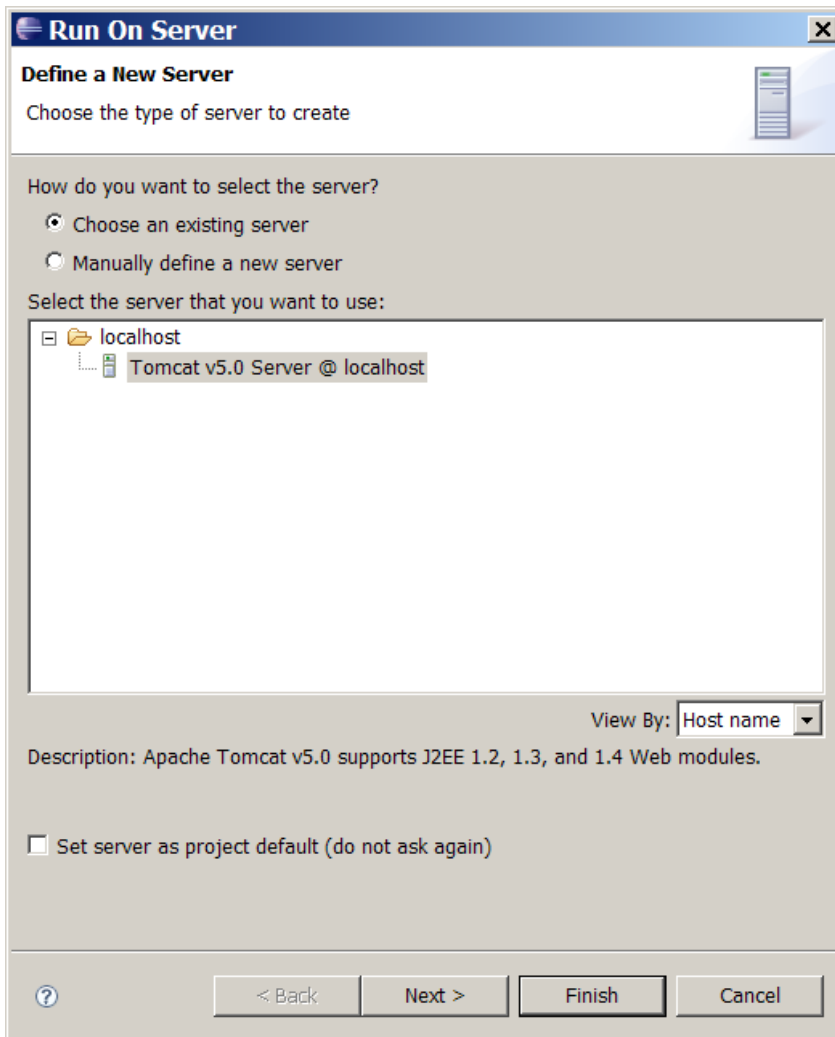 Run On Server
Define a New Server
Choose the type of server to create
How do you want to select the server?
Choose an existing server
Manually define a new server
Select the server that you want to use:
localhost
Tomcat v5.0 Server @ localhost
View By: Host name
Description: Apache Tomcat v5.0 supports J2EE 1.2, 1.3, and 1.4 Web modules.
Set server as project default (do not ask again)
? < Back Next > Finish Cancel